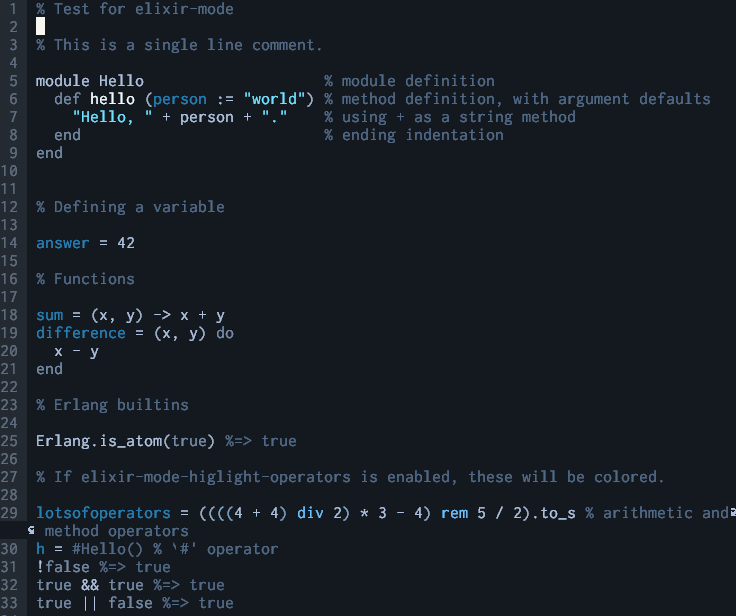 1 % Test for elixir-mode
2
3 % This is a single line comment.
4
5 module Hello                    % module definition
6   def hello (person := "world") % method definition, with argument defaults
7     "Hello, " + person + "."    % using + as a string method
8   end                           % ending indentation
9 end
10
11
12 % Defining a variable
13
14 answer = 42
15
16 % Functions
17
18 sum = (x, y) -> x + y
19 difference = (x, y) do
20   x - y
21 end
22
23 % Erlang builtins
24
25 Erlang.is_atom(true) %=> true
26
27 % If elixir-mode-higlight-operators is enabled, these will be colored.
28
29 lotsofoperators = ((((4 + 4) div 2) * 3 - 4) rem 5 / 2).to_s % arithmetic and
method operators
30 h = #Hello() % `#' operator
31 !false %=> true
32 true && true %=> true
33 true || false %=> true